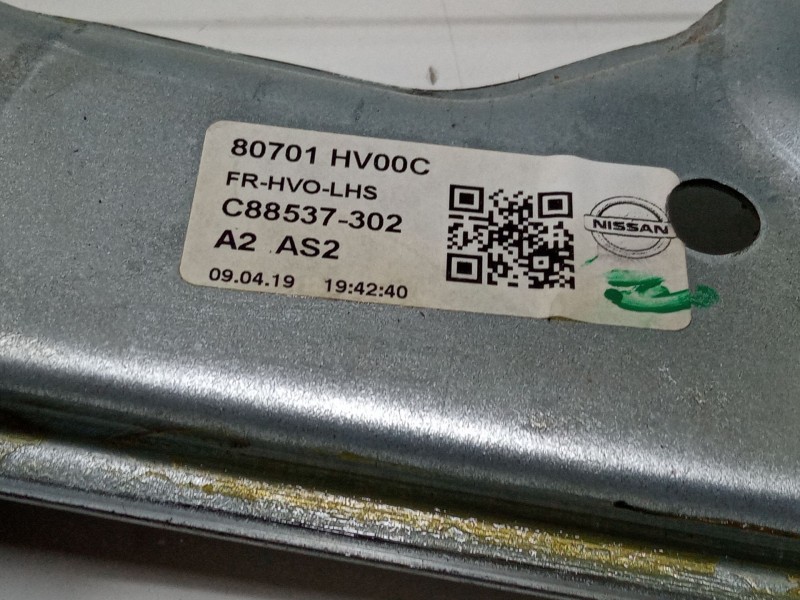 80701 HV00C
FR-HVO-LHS
C88537-302
A2 AS2
09.04.19 19:42:40
NISSAN